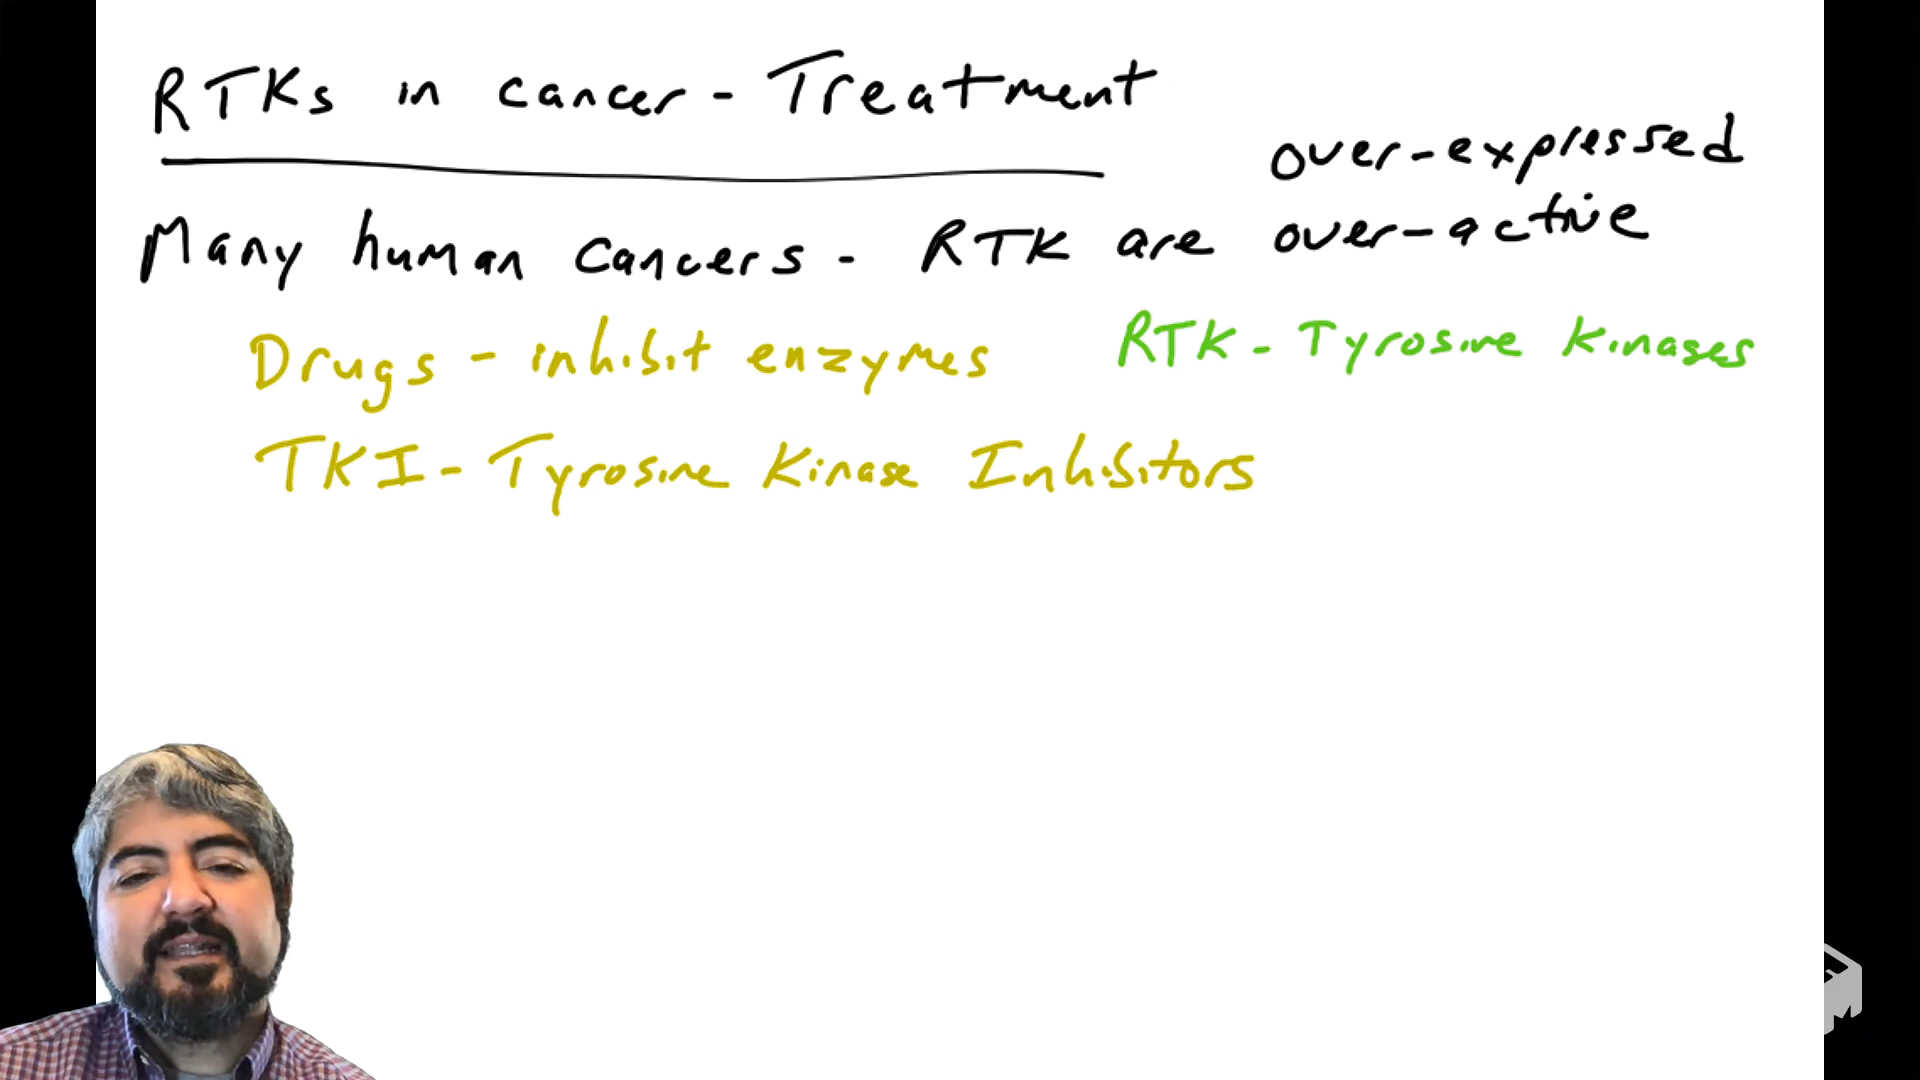 RTKs in cancer - Treatment
over-expressed
Many human cancers - RTK are over-active
Drugs - inhibit enzymes
RTK - Tyrosine Kinases
TKI - Tyrosine Kinase Inhibitors